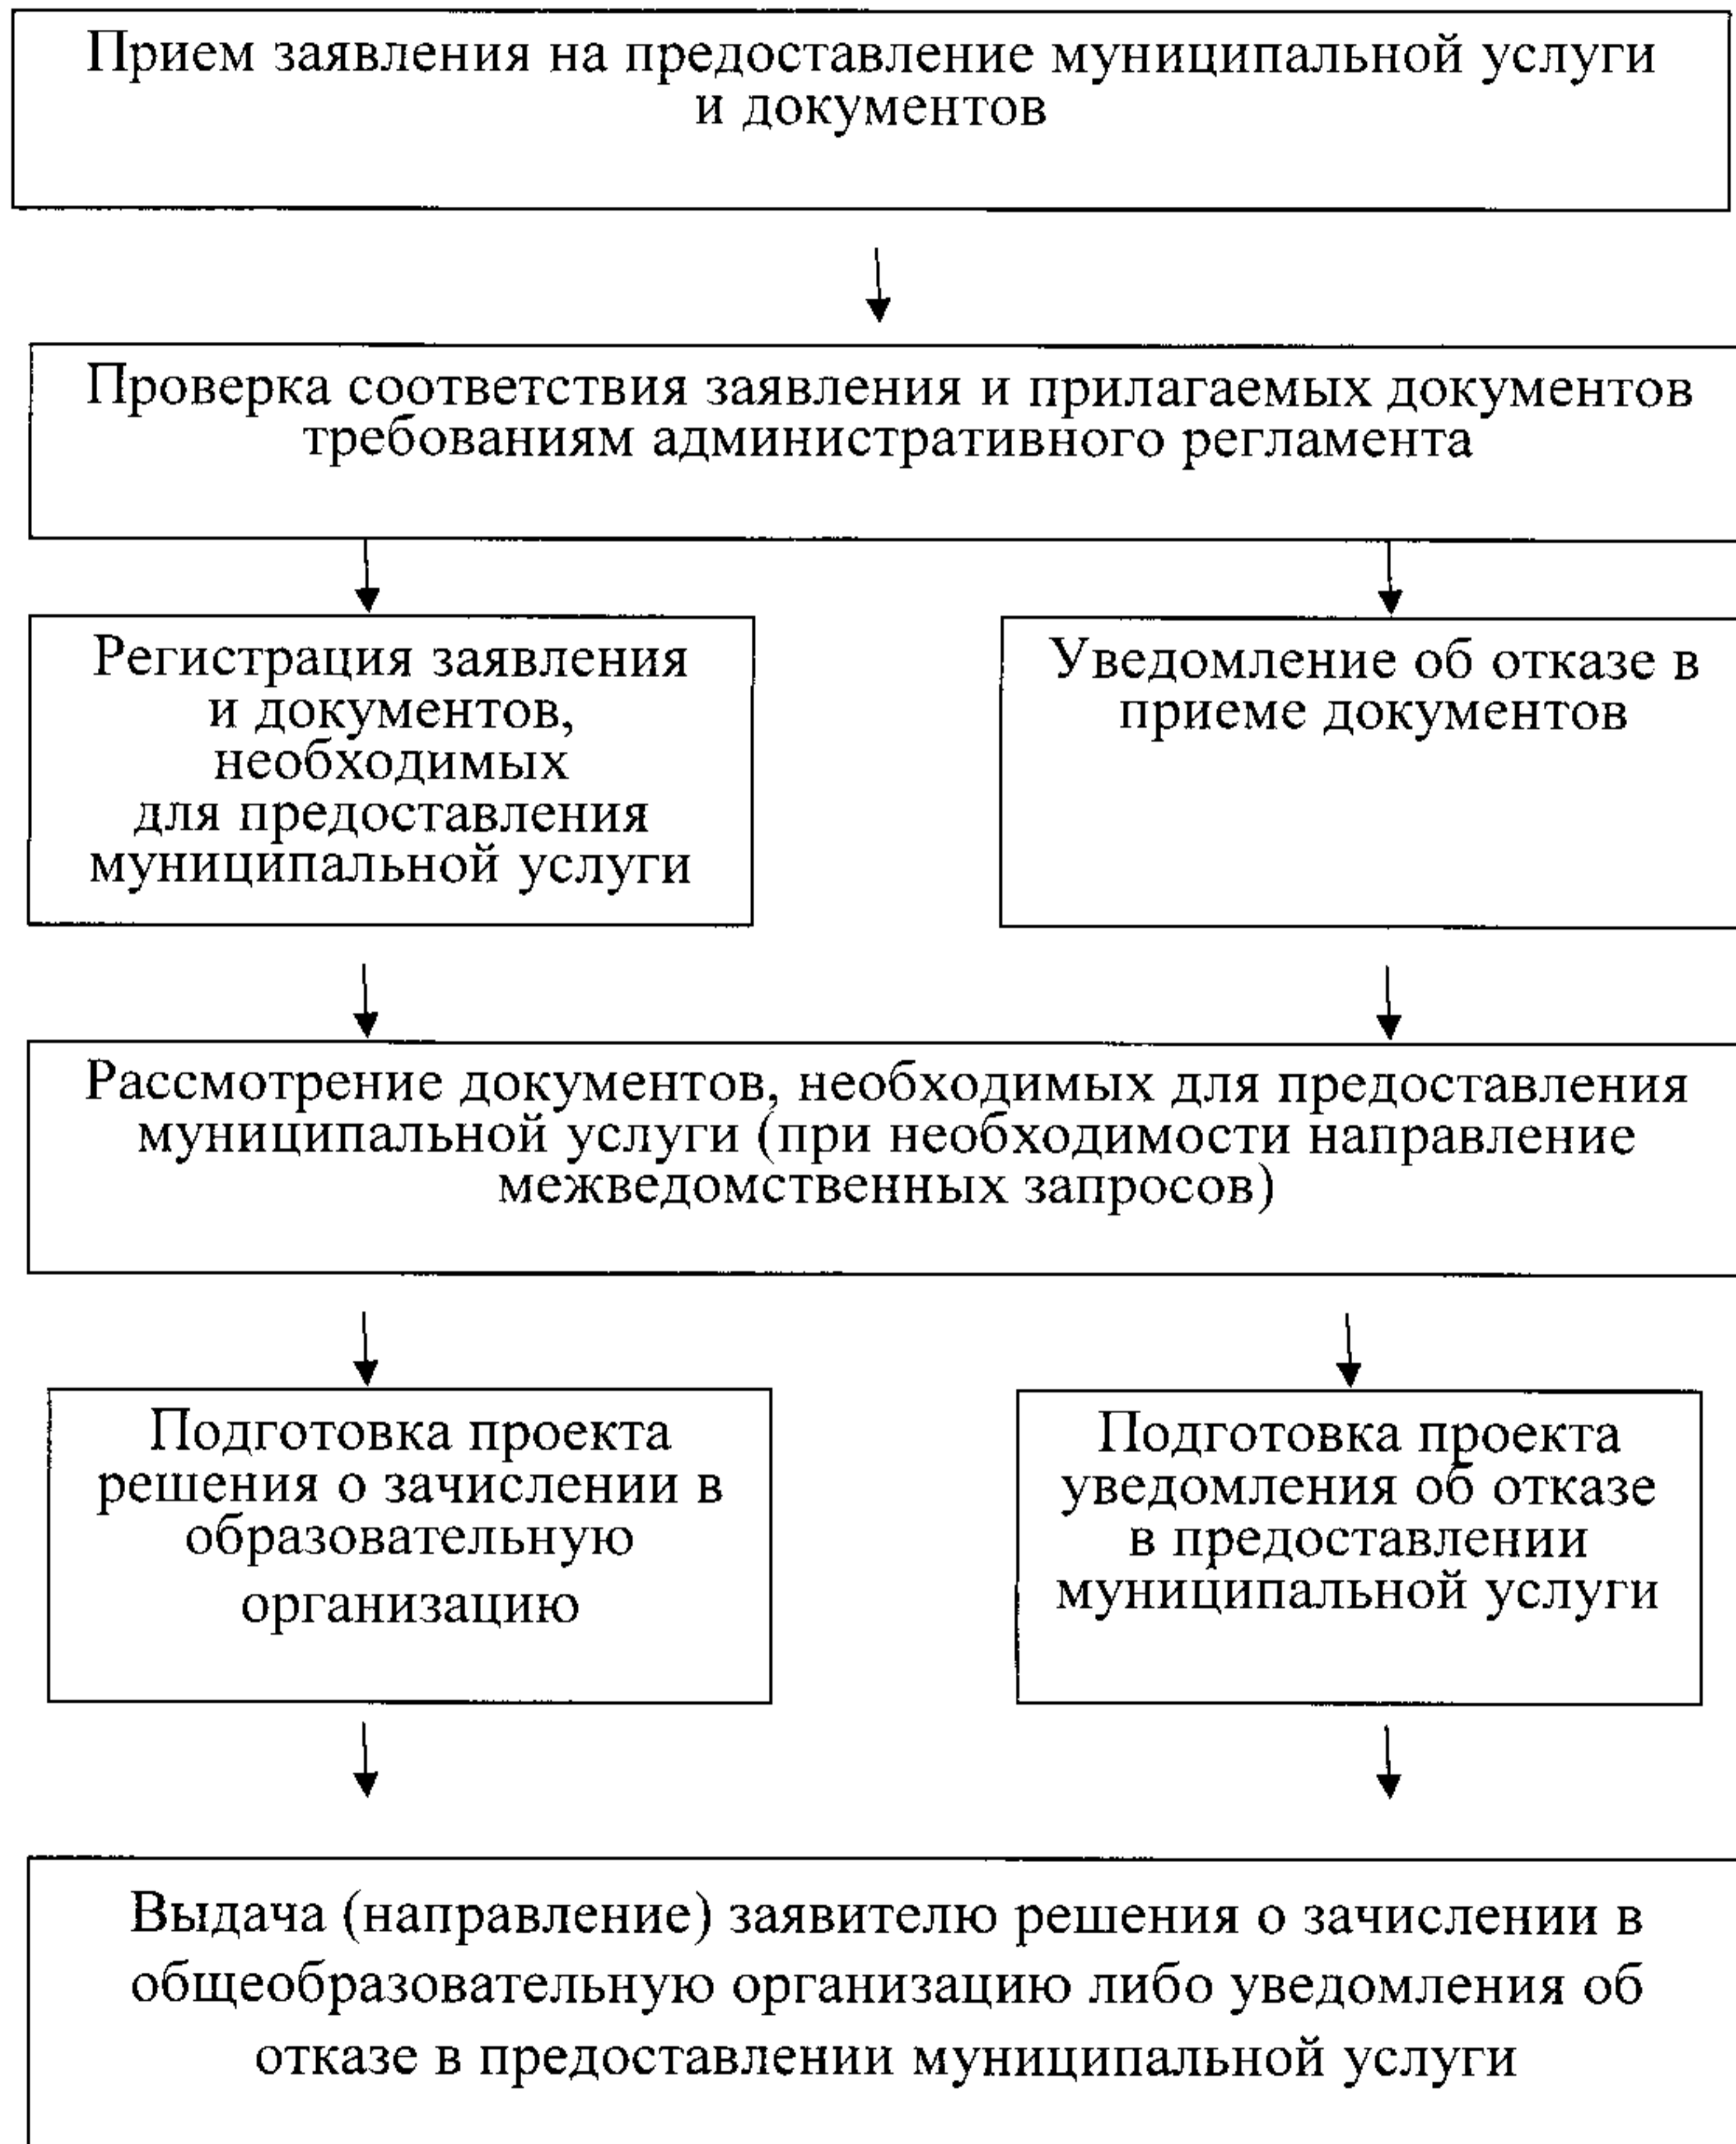 Прием заявления на предоставление муниципальной услуги
и документов
Проверка соответствия заявления и прилагаемых документов
требованиям административного регламента
Регистрация заявления
и документов,
необходимых
для предоставления
муниципальной услуги
Уведомление об отказе в
приеме документов
Рассмотрение документов, необходимых для предоставления
муниципальной услуги (при необходимости направление
межведомственных запросов)
Подготовка проекта
решения о зачислении в
образовательную
организацию
Подготовка проекта
уведомления об отказе
в предоставлении
муниципальной услуги
Выдача (направление) заявителю решения о зачислении в
общеобразовательную организацию либо уведомления об
отказе в предоставлении муниципальной услуги